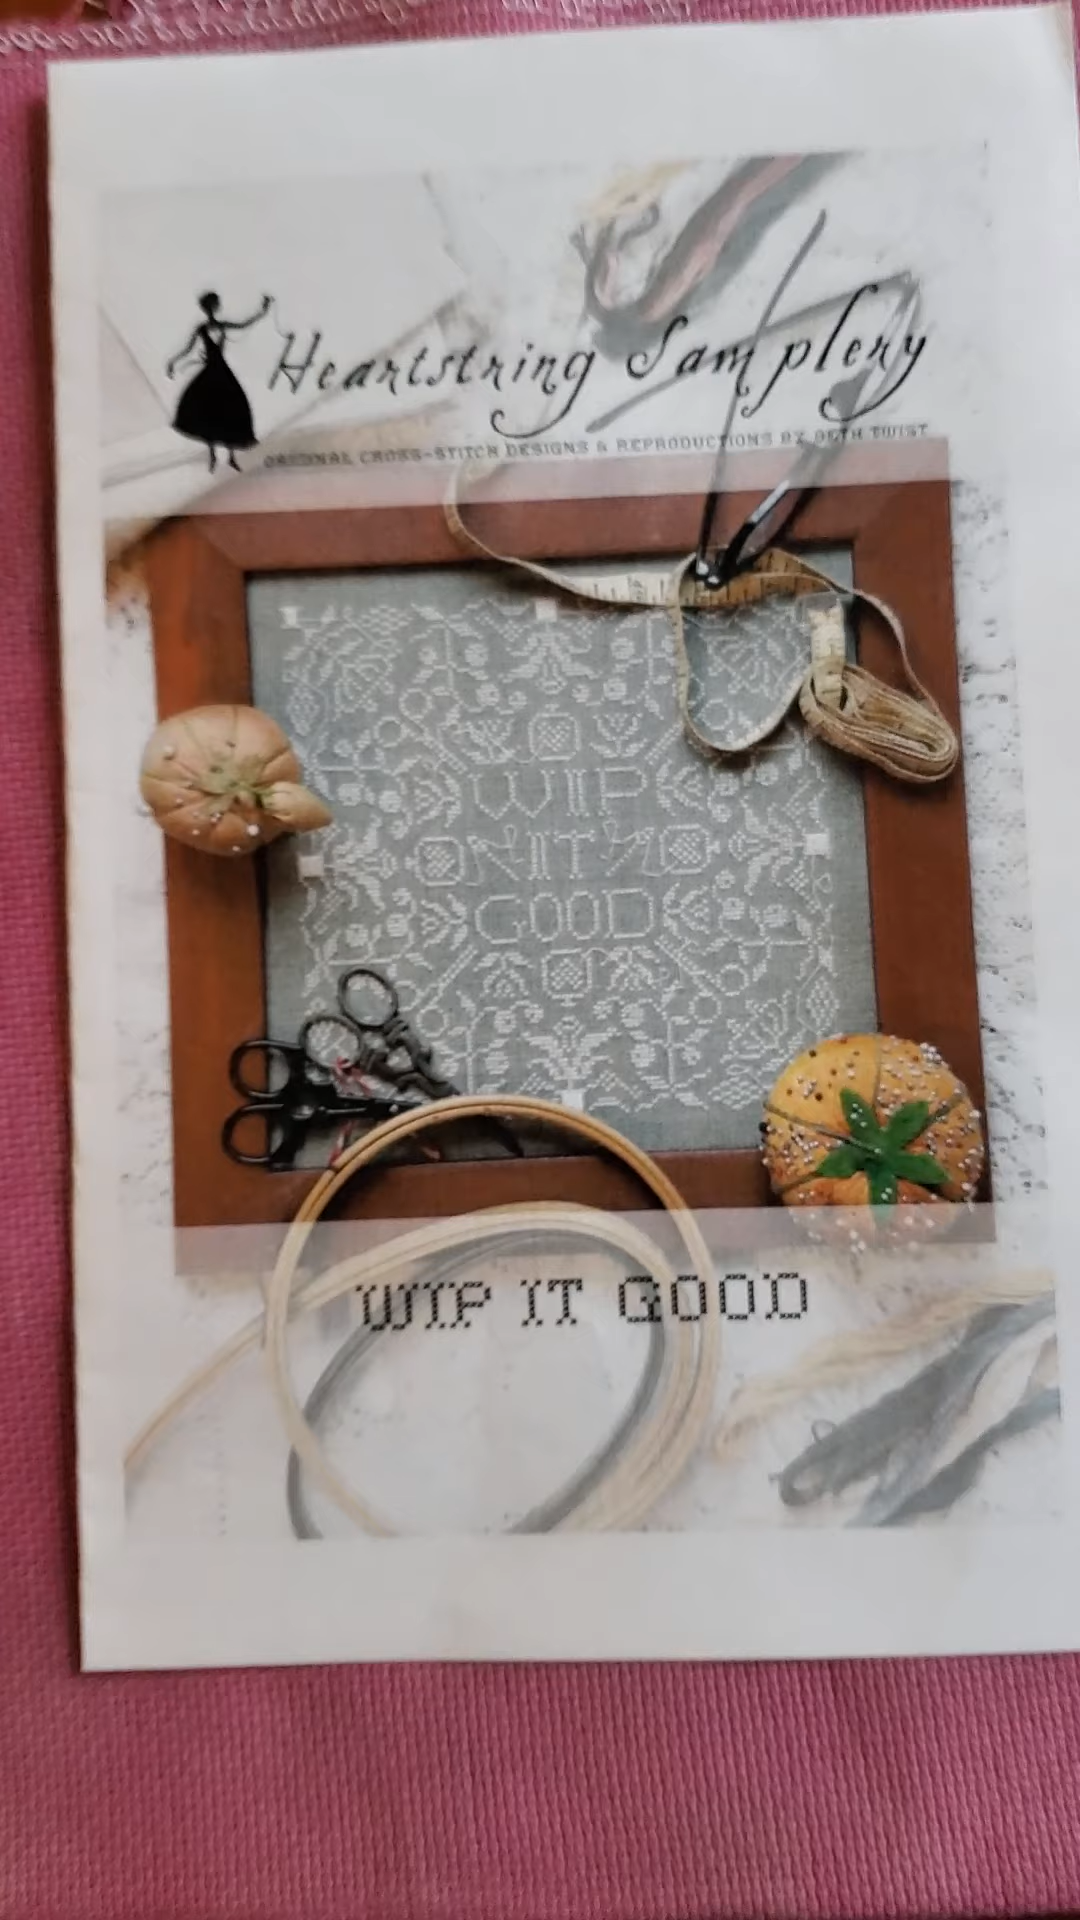 Heartstring Samplery
ORIGINAL CROSS-STITCH DESIGNS & REPRODUCTIONS BY BETH TWIST
WIP
IT
GOOD
WIP IT GOOD